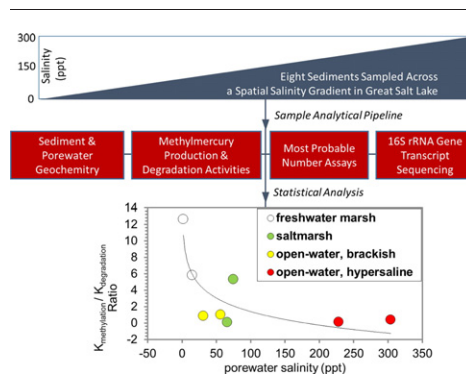 300
150
0
Salinity
(ppt)
Eight Sediments Sampled Across
a Spatial Salinity Gradient in Great Salt Lake
Sample Analytical Pipeline
Sediment &
Porewater
Geochemitry
Methylmercury
Production &
Degradation Activities
Most Probable
Number Assays
16S rRNA Gene
Transcript
Sequencing
Statistical Analysis
14
12
10
8
6
4
2
0
-2
Kmethylation / Kdegradation
Ratio
freshwater marsh
saltmarsh
open-water, brackish
open-water, hypersaline
-50 0 50 100 150 200 250 300 350
porewater salinity (ppt)